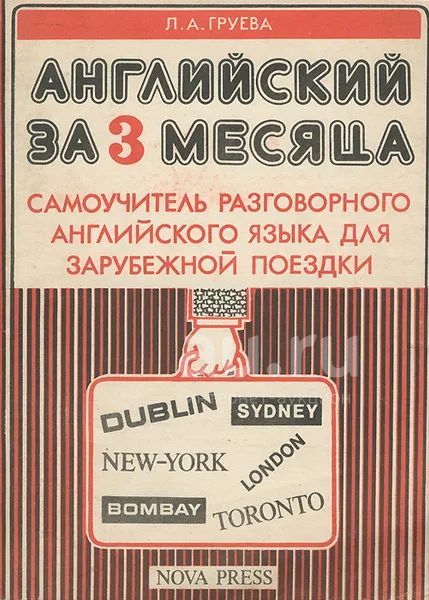 Л. А. ГРУЕВА
АНГЛИЙСКИЙ
ЗА 3 МЕСЯЦА
САМОУЧИТЕЛЬ РАЗГОВОРНОГО
АНГЛИЙСКОГО ЯЗЫКА ДЛЯ
ЗАРУБЕЖНОЙ ПОЕЗДКИ
DUBLIN
SYDNEY
NEW-YORK
LONDON
BOMBAY
TORONTO
NOVA PRESS